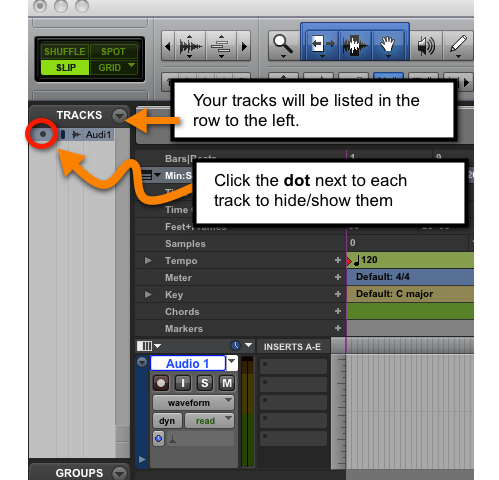 SHUFFLE SPOT
SLIP GRID
TRACKS
Your tracks will be listed in the
row to the left.
Audi1
Bars|Beats
1 9
Min:S
Click the dot next to each
track to hide/show them
Time
Feet+Frames
Samples 0
Tempo + 120
Meter + Default: 4/4
Key + Default: C major
Chords +
Markers +
INSERTS A-E
Audio 1
I S M
waveform
dyn read
GROUPS